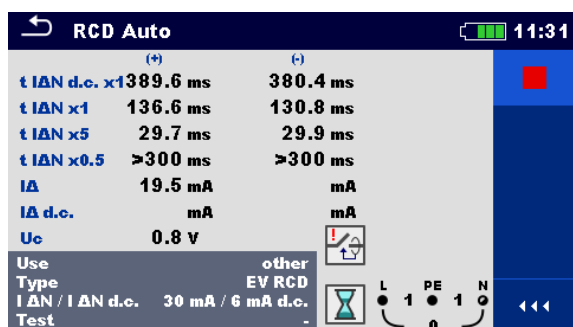 RCD Auto 11:31
(+) (-)
t IΔN d.c. x1 389.6 ms 380.4 ms
t IΔN x1 136.6 ms 130.8 ms
t IΔN x5 29.7 ms 29.9 ms
t IΔN x0.5 >300 ms >300 ms
IΔ 19.5 mA mA
IΔ d.c. mA mA
Uc 0.8 V
Use other
Type EV RCD
I ΔN / I ΔN d.c. 30 mA / 6 mA d.c.
Test -
L PE N
1 1
0